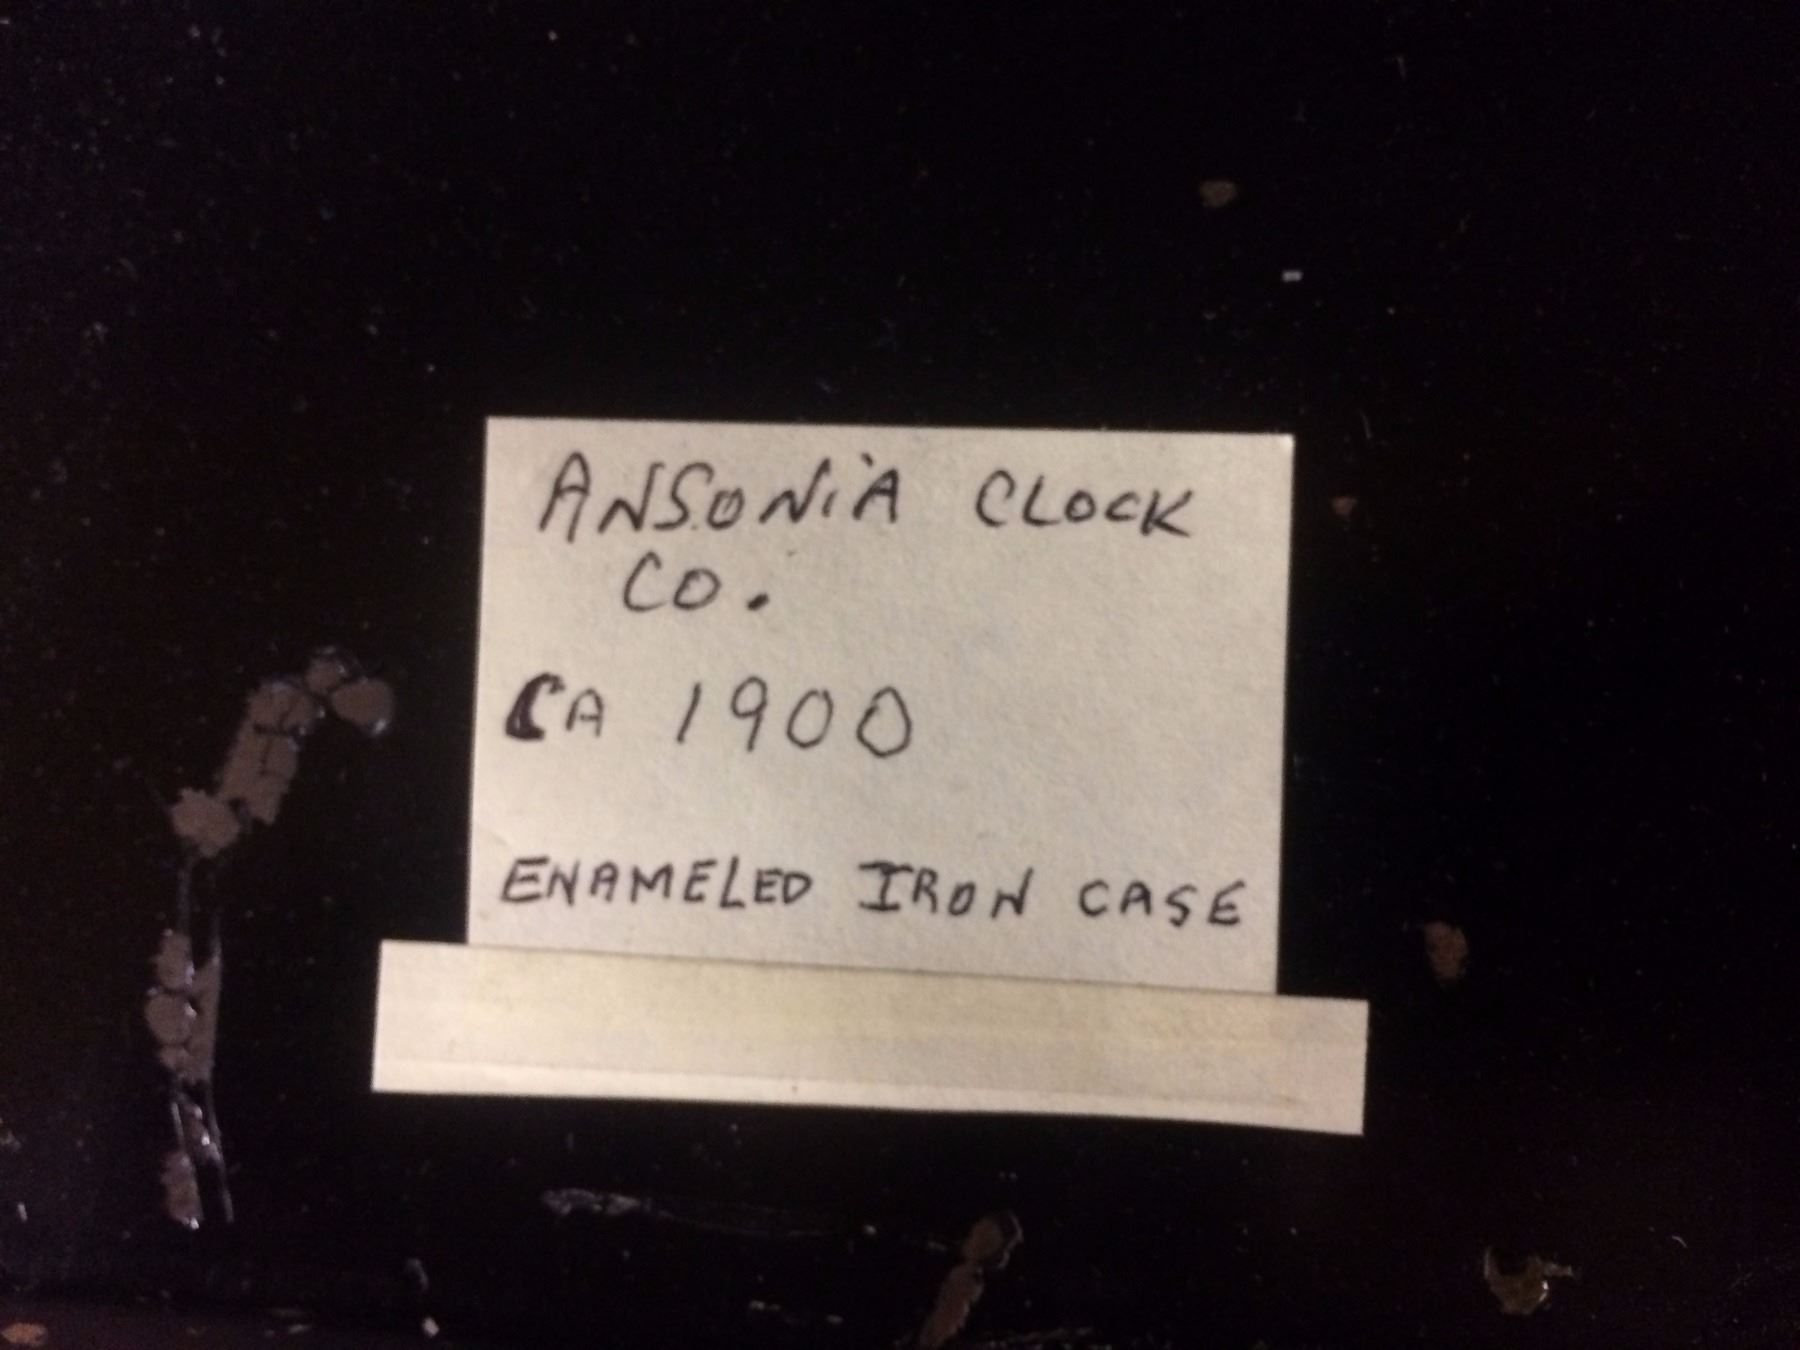 ANSONiA CLOCK
CO.
CA 1900
ENAMELED IRON CASE